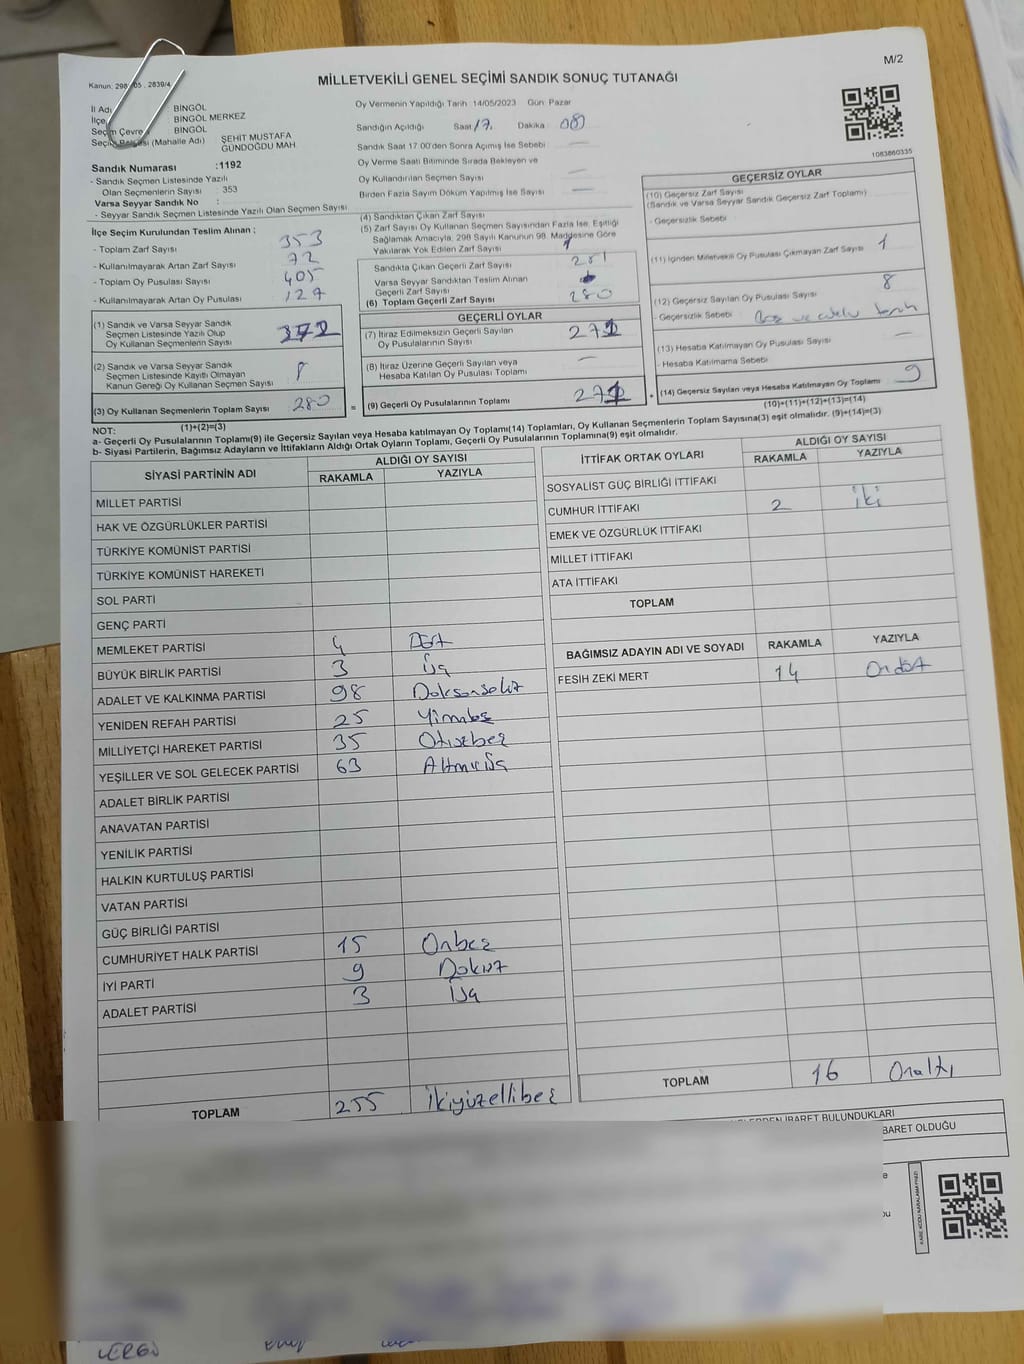 M/2
Kanun: 298
MİLLETVEKİLİ GENEL SEÇİMİ SANDIK SONUÇ TUTANAĞI
İl Adı BİNGÖL
İlçe BİNGÖL MERKEZ
Seçim Çevre BİNGÖL
Seçim Bölgesi (Mahalle Adı) ŞEHİT MUSTAFA GÜNDOĞDU MAH
Sandık Numarası :1192
- Sandık Seçmen Listesinde Yazılı
Olan Seçmenlerin Sayısı : 353
Varsa Seyyar Sandık No :
- Seyyar Sandık Seçmen Listesinde Yazılı Olan Seçmen Sayısı
İlçe Seçim Kurulundan Teslim Alınan ;
- Toplam Zarf Sayısı 353
- Kullanılmayarak Artan Zarf Sayısı 72
- Toplam Oy Pusulası Sayısı 405
- Kullanılmayarak Artan Oy Pusulası 127
(1) Sandık ve Varsa Seyyar Sandık
Seçmen Listesinde Yazılı Olup
Oy Kullanan Seçmenlerin Sayısı
(2) Sandık ve Varsa Seyyar Sandık
Seçmen Listesinde Kayıtlı Olmayan
Kanun Gereği Oy Kullanan Seçmen Sayısı
(3) Oy Kullanan Seçmenlerin Toplam Sayısı 280
(1)+(2)=(3)
Oy Vermenin Yapıldığı Tarih 14/05/2023 Gün: Pazar
Sandığın Açıldığı Saat 17. Dakika : 08
Sandık Saat 17:00'den Sonra Açımış İse Sebebi :
Oy Verme Saati Bitiminde Sırada Bekleyen ve
Oy Kullandırılan Seçmen Sayısı
Birden Fazla Sayım Döküm Yapılmış İse Sayısı
(4) Sandıktan Çıkan Zarf Sayısı
(5) Zarf Sayısı Oy Kullanan Seçmen Sayısından Fazla İse, Eşitliği
Sağlamak Amacıyla, 298 Sayılı Kanunun 98. Maddesine Göre
Yakılarak Yok Edilen Zarf Sayısı
Sandıkta Çıkan Geçerli Zarf Sayısı 281
Varsa Seyyar Sandıktan Teslim Alınan
Geçerli Zarf Sayısı
(6) Toplam Geçerli Zarf Sayısı 280
GEÇERLİ OYLAR
(7) İtiraz Edilmeksizin Geçerli Sayılan
Oy Pusulalarının Sayısı 271
(8) İtiraz Üzerine Geçerli Sayılan veya
Hesaba Katılan Oy Pusulası Toplamı
= (9) Geçerli Oy Pusulalarının Toplamı 271
1083860335
GEÇERSİZ OYLAR
(10) Geçersiz Zarf Sayısı
(Sandık ve Varsa Seyyar Sandık Geçersiz Zarf Toplamı)
- Geçersizlik Sebebi :
(11) İçinden Milletvekili Oy Pusulası Çıkmayan Zarf Sayısı 1
(12) Geçersiz Sayılan Oy Pusulası Sayısı 8
- Geçersizlik Sebebi :
(13) Hesaba Katılmayan Oy Pusulası Sayısı
- Hesaba Katılmama Sebebi
(14) Geçersiz Sayılan veya Hesaba Katılmayan Oy Toplamı 9
(10)+(11)+(12)+(13)=(14)
NOT:
a- Geçerli Oy Pusulalarının Toplamı(9) ile Geçersiz Sayılan veya Hesaba katılmayan Oy Toplamı(14) Toplamları, Oy Kullanan Seçmenlerin Toplam Sayısına(3) eşit olmalıdır. (9)+(14)=(3)
b- Siyasi Partilerin, Bağımsız Adayların ve İttifakların Aldığı Ortak Oyların Toplamı, Geçerli Oy Pusulalarının Toplamına(9) eşit olmalıdır.
SİYASİ PARTİNİN ADI ALDIĞI OY SAYISI
RAKAMLA YAZIYLA
MİLLET PARTİSİ
HAK VE ÖZGÜRLÜKLER PARTİSİ
TÜRKİYE KOMÜNİST PARTİSİ
TÜRKİYE KOMÜNİST HAREKETİ
SOL PARTİ
GENÇ PARTİ
MEMLEKET PARTİSİ 4 Dört
BÜYÜK BİRLİK PARTİSİ 3 Üç
ADALET VE KALKINMA PARTİSİ 98 Doksansekiz
YENİDEN REFAH PARTİSİ 25 Yirmibeş
MİLLİYETÇİ HAREKET PARTİSİ 35 Otuzbeş
YEŞİLLER VE SOL GELECEK PARTİSİ 63 Altmışüç
ADALET BİRLİK PARTİSİ
ANAVATAN PARTİSİ
YENİLİK PARTİSİ
HALKIN KURTULUŞ PARTİSİ
VATAN PARTİSİ
GÜÇ BİRLİĞİ PARTİSİ
CUMHURİYET HALK PARTİSİ 15 Onbeş
İYİ PARTİ 9 Dokuz
ADALET PARTİSİ 3 Üç
TOPLAM 255 ikiyüzellibeş
İTTİFAK ORTAK OYLARI ALDIĞI OY SAYISI
RAKAMLA YAZIYLA
SOSYALİST GÜÇ BİRLİĞİ İTTİFAKI
CUMHUR İTTİFAKI 2 iki
EMEK VE ÖZGÜRLÜK İTTİFAKI
MİLLET İTTİFAKI
ATA İTTİFAKI
TOPLAM
BAĞIMSIZ ADAYIN ADI VE SOYADI RAKAMLA YAZIYLA
FESİH ZEKİ MERT 14 Ondört
TOPLAM 16 Onaltı
İBARET BULUNDUKLARI
BARET OLDUĞU